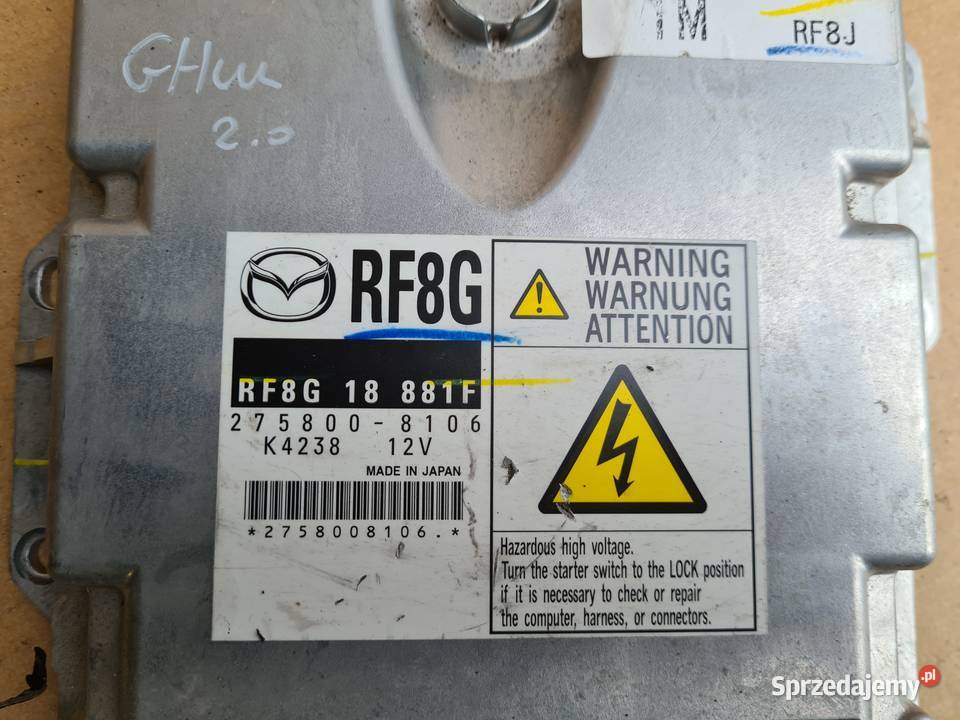 1M
RF8J
2.0
RF8G
RF8G 18 881F
275800-8106
K4238 12V
MADE IN JAPAN
*2758008106.*
WARNING
WARNUNG
ATTENTION
Hazardous high voltage.
Turn the starter switch to the LOCK position
if it is necessary to check or repair
the computer, harness, or connectors.
Sprzedajemy.pl